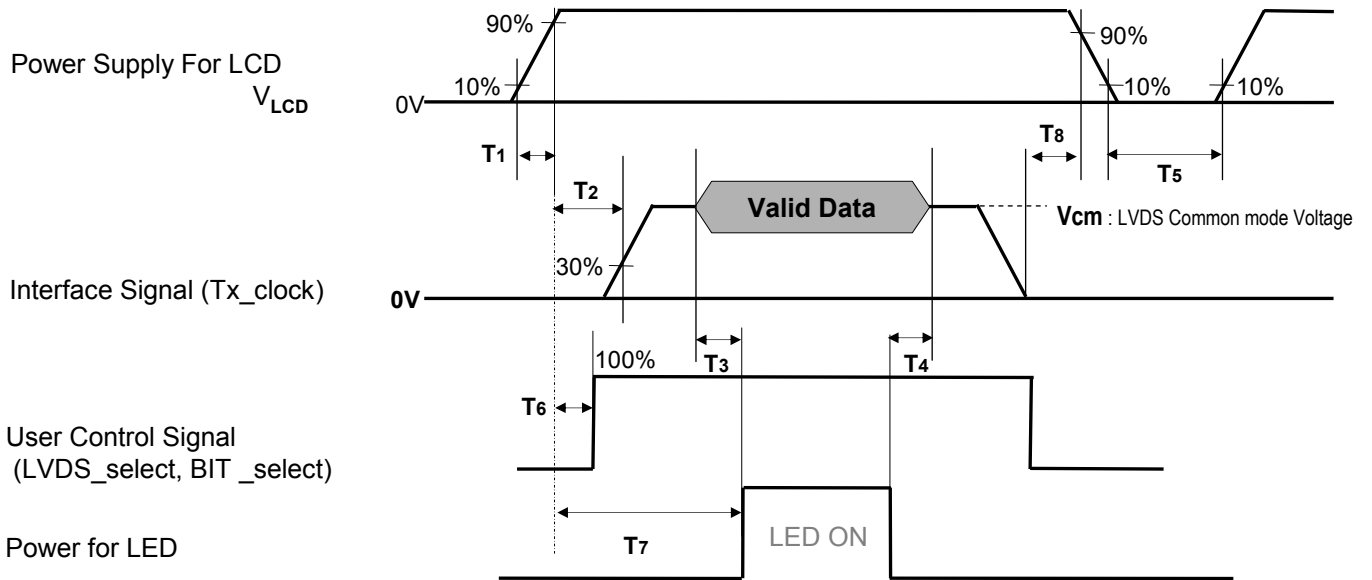 90%
90%
Power Supply For LCD
VLCD
10%
10%
10%
0V
T1
T8
T5
T2
Valid Data
Vcm : LVDS Common mode Voltage
30%
Interface Signal (Tx_clock)
0V
100%
T3
T4
T6
User Control Signal
(LVDS_select, BIT _select)
T7
LED ON
Power for LED